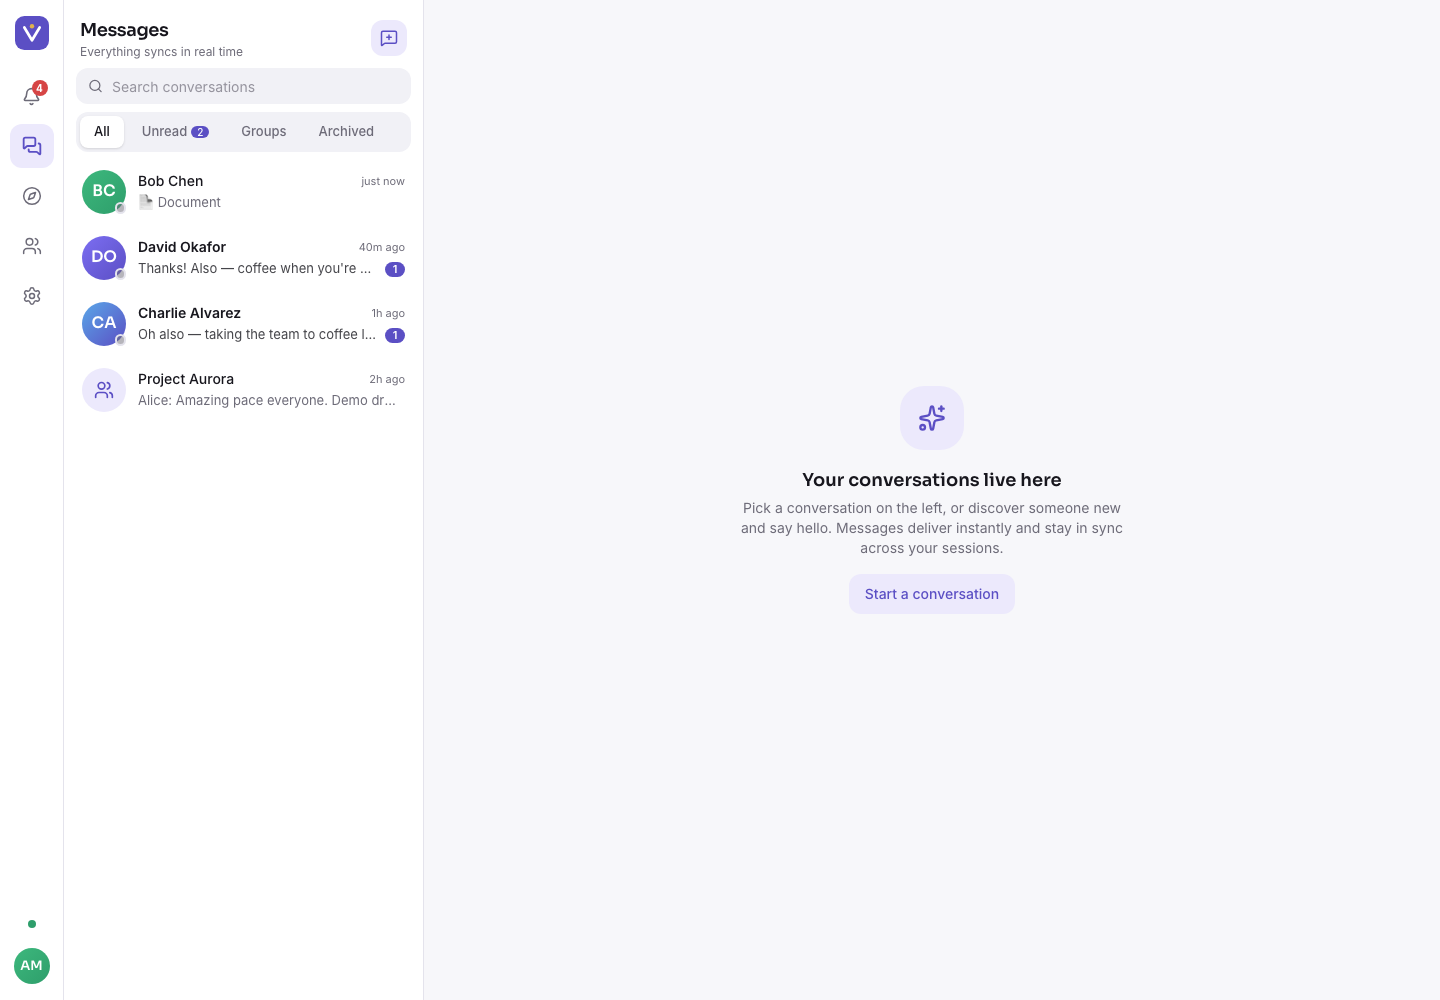 4
Messages
Everything syncs in real time
Search conversations
All Unread 2 Groups Archived
BC Bob Chen just now
Document
DO David Okafor 40m ago
Thanks! Also — coffee when you're ... 1
CA Charlie Alvarez 1h ago
Oh also — taking the team to coffee l... 1
Project Aurora 2h ago
Alice: Amazing pace everyone. Demo dr...
Your conversations live here
Pick a conversation on the left, or discover someone new
and say hello. Messages deliver instantly and stay in sync
across your sessions.
Start a conversation
AM